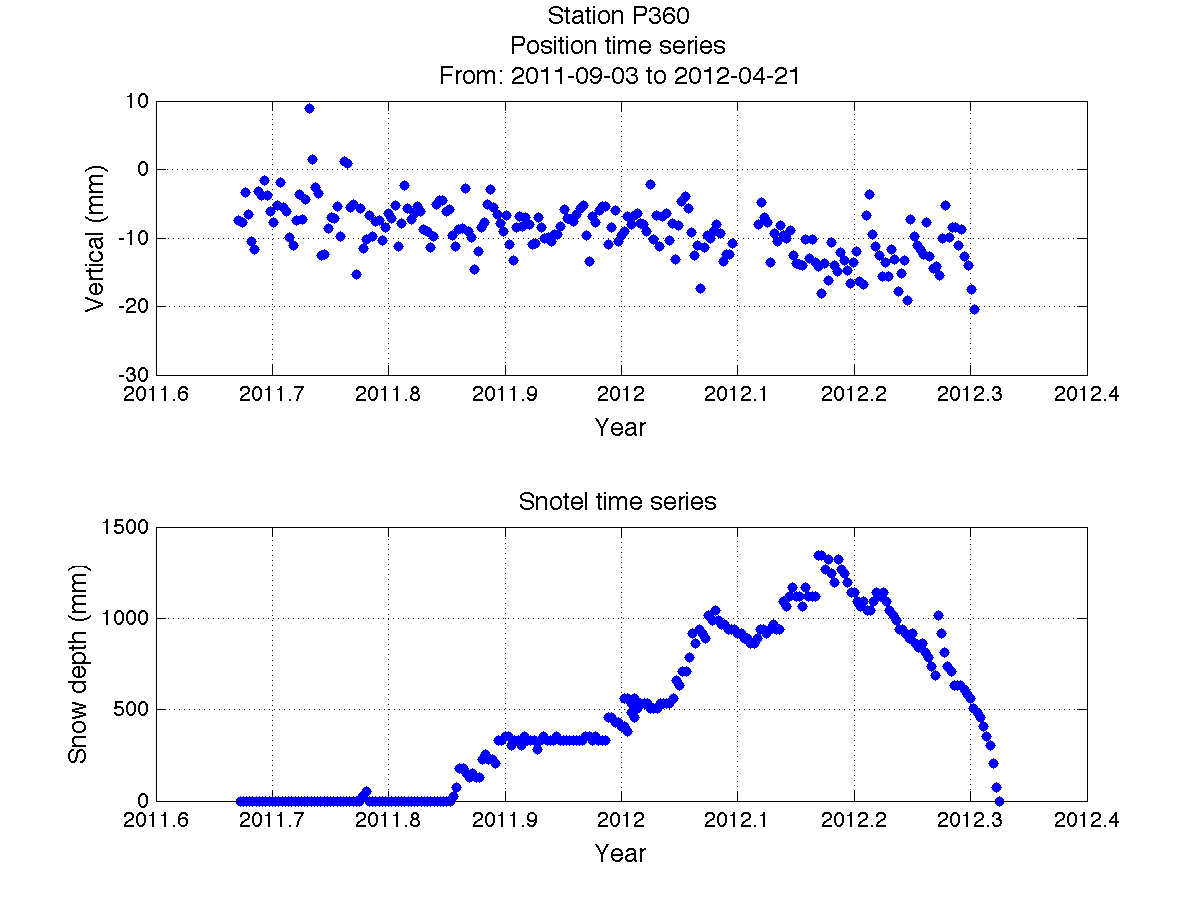 Station P360
Position time series
From: 2011-09-03 to 2012-04-21
10
0
-10
-20
-30
Vertical (mm)
2011.6 2011.7 2011.8 2011.9 2012 2012.1 2012.2 2012.3 2012.4
Year
Snotel time series
1500
1000
500
0
Snow depth (mm)
2011.6 2011.7 2011.8 2011.9 2012 2012.1 2012.2 2012.3 2012.4
Year